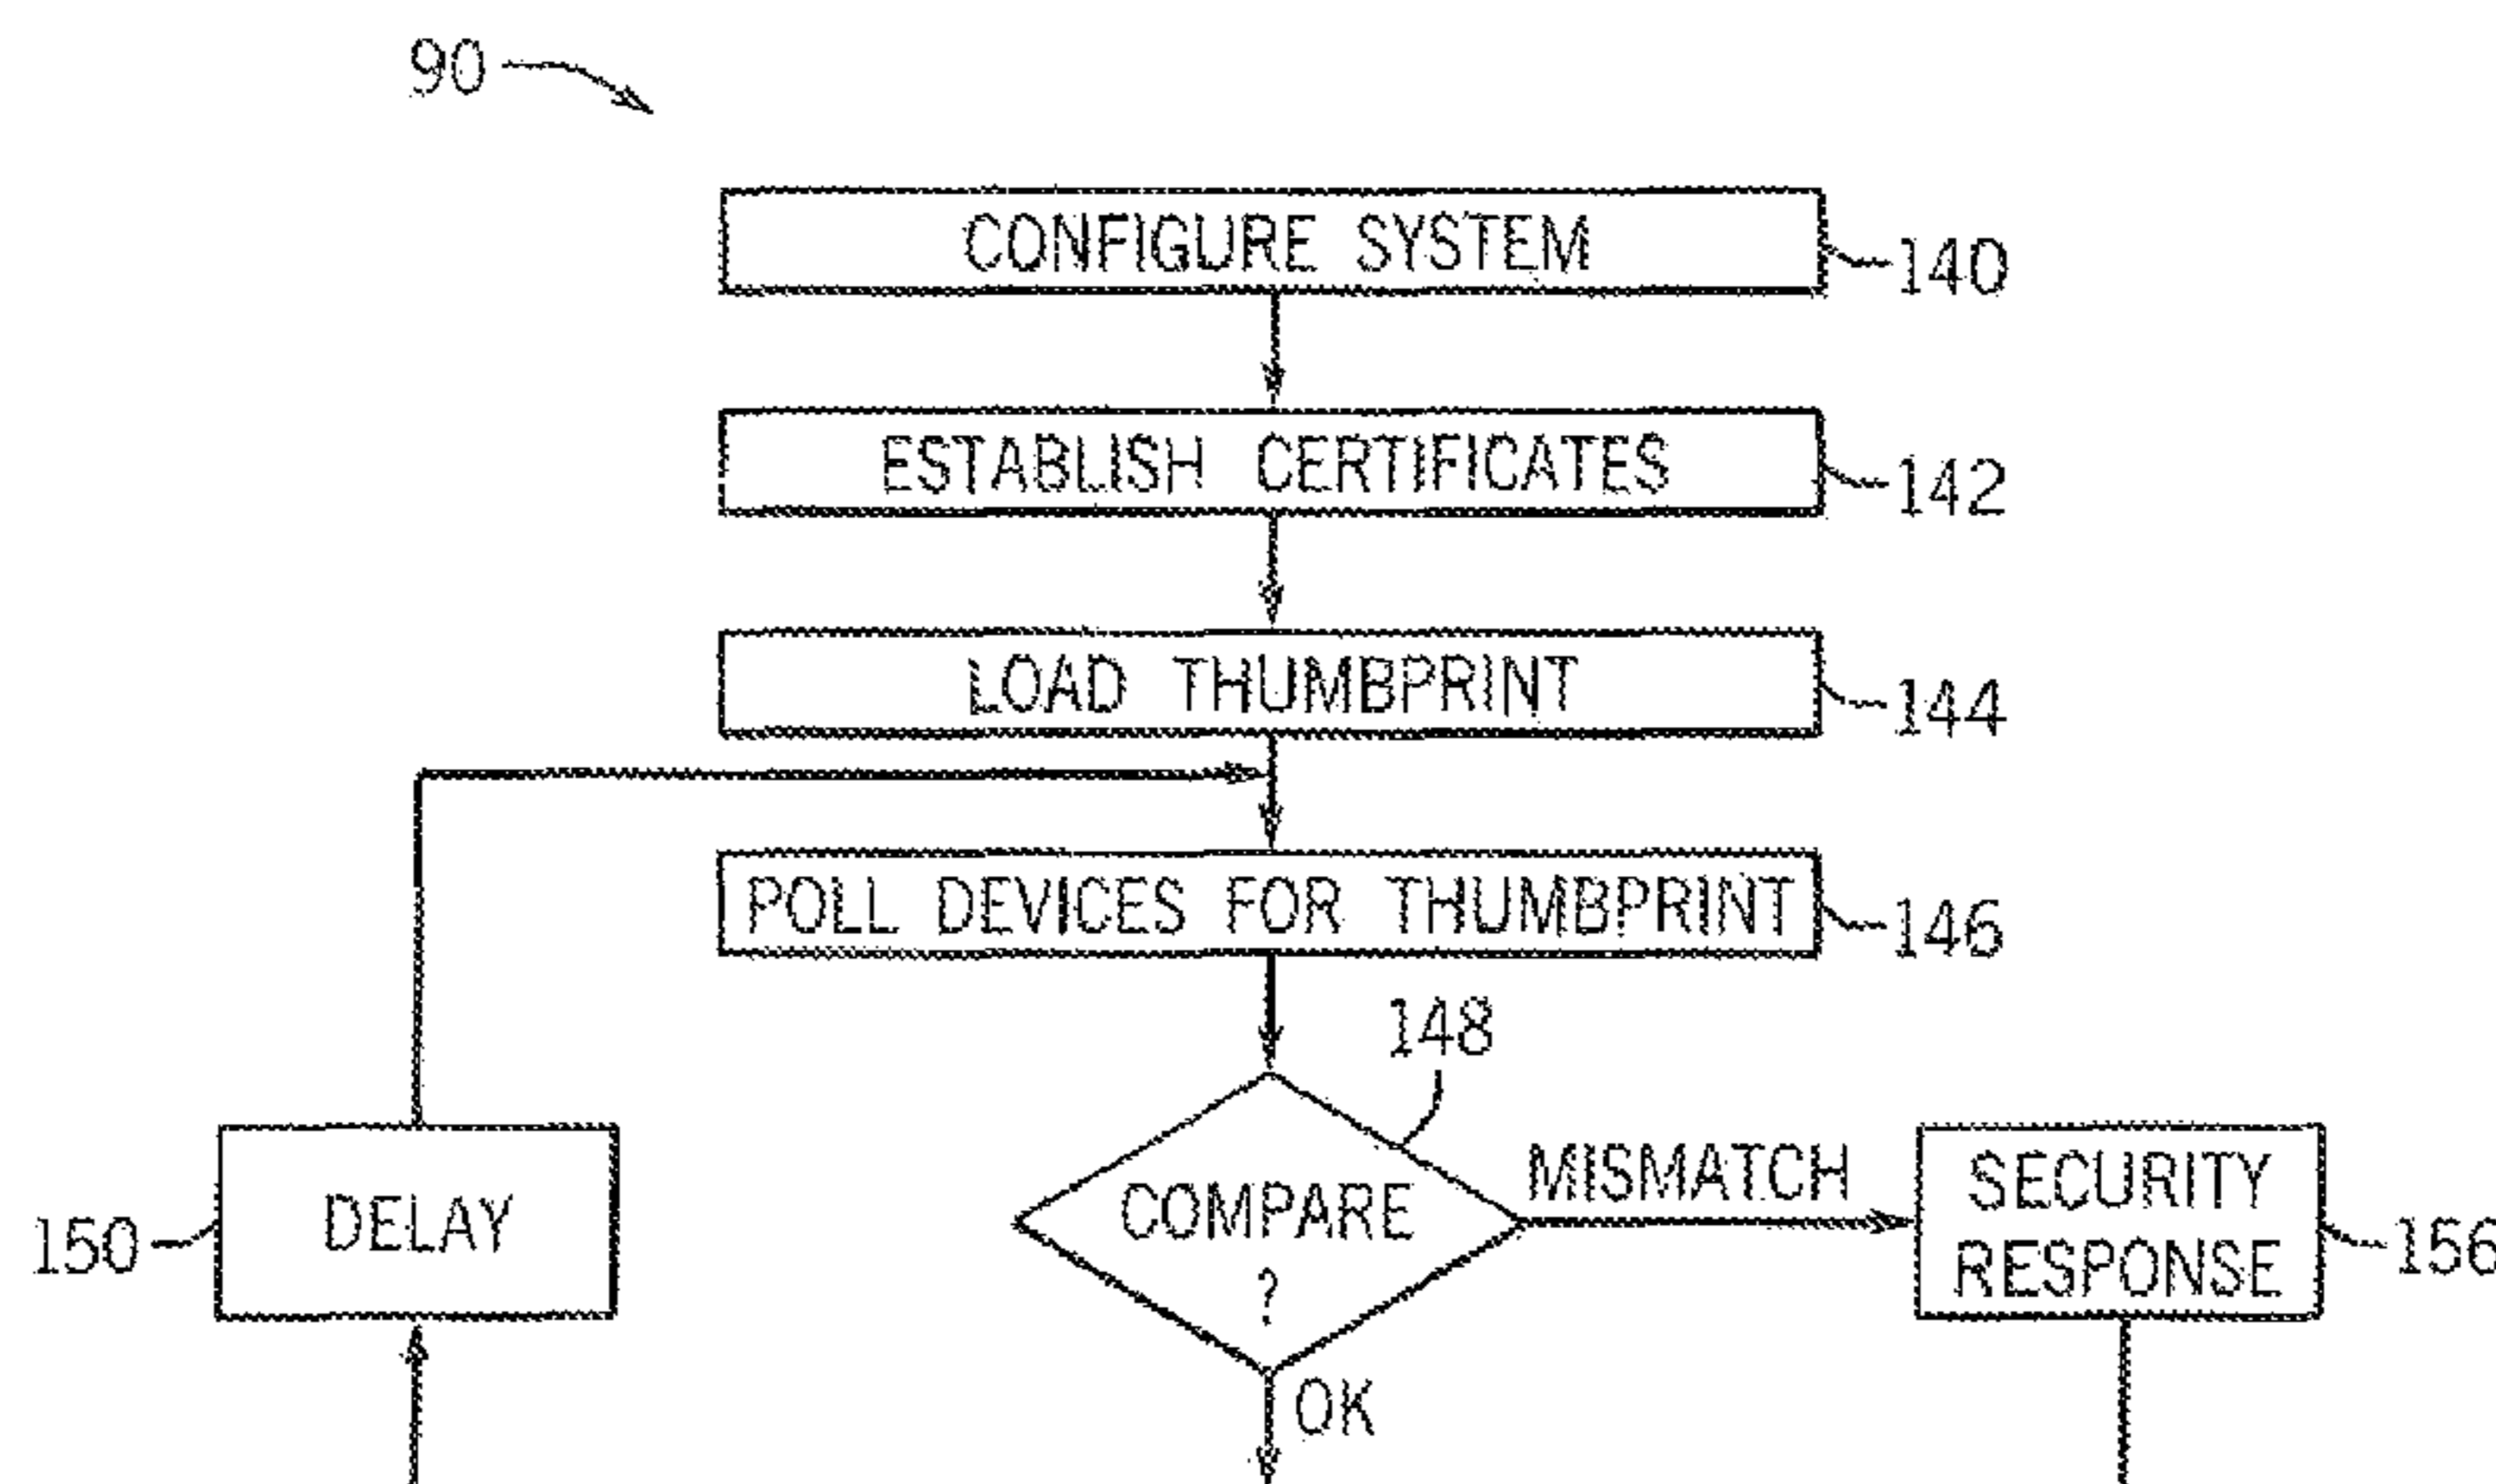 90
CONFIGURE SYSTEM
140
ESTABLISH CERTIFICATES
142
LOAD THUMBPRINT
144
POLL DEVICES FOR THUMBPRINT
146
148
MISMATCH
COMPARE
?
SECURITY
RESPONSE
156
DELAY
150
OK